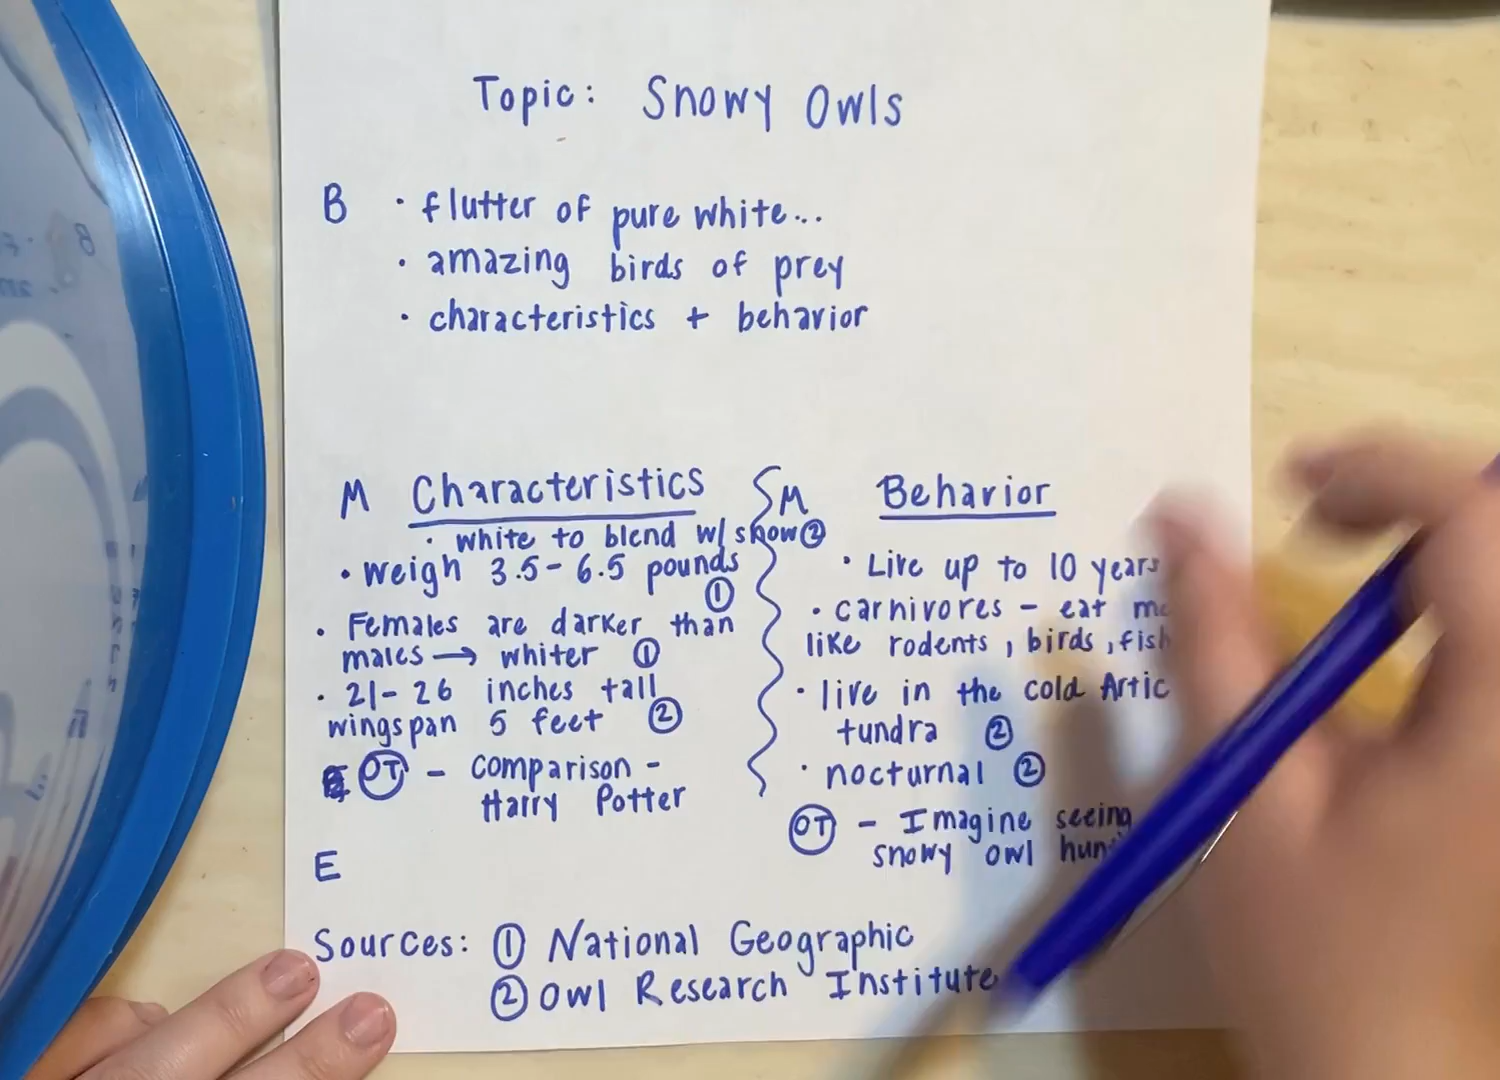 Topic: Snowy Owls
B • flutter of pure white...
• amazing birds of prey
• characteristics + behavior
M Characteristics
• white to blend w/ snow ②
• weigh 3.5-6.5 pounds
①
• Females are darker than
males → whiter ①
• 21-26 inches tall
wingspan 5 feet ②
OT - comparison -
Harry Potter
M Behavior
• Live up to 10 years
• carnivores - eat
like rodents, birds, fish
• live in the cold Artic
tundra ②
• nocturnal ②
OT - Imagine seeing
snowy owl
E
Sources: ① National Geographic
② Owl Research Institute